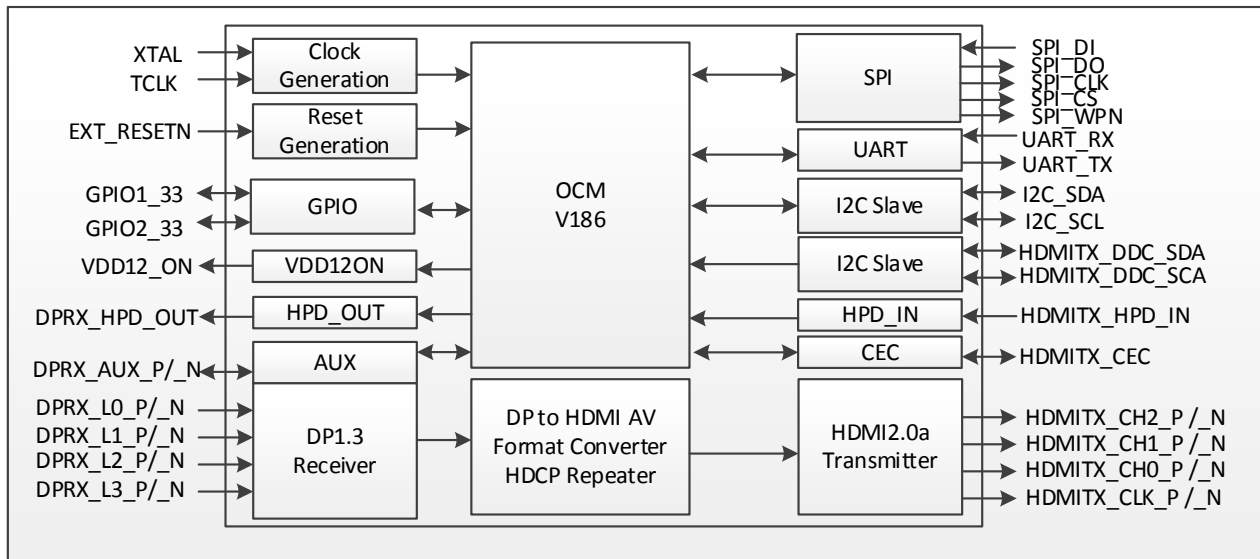 XTAL
TCLK
EXT_RESETN
GPIO1_33
GPIO2_33
VDD12_ON
DPRX_HPD_OUT
DPRX_AUX_P/_N
DPRX_L0_P/_N
DPRX_L1_P/_N
DPRX_L2_P/_N
DPRX_L3_P/_N
Clock
Generation
Reset
Generation
GPIO
VDD12ON
HPD_OUT
AUX
DP1.3
Receiver
OCM
V186
DP to HDMI AV
Format Converter
HDCP Repeater
SPI
UART
I2C Slave
I2C Slave
HPD_IN
CEC
HDMI2.0a
Transmitter
SPI_DI
SPI_DO
SPI_CLK
SPI_CS
SPI_WPN
UART_RX
UART_TX
I2C_SDA
I2C_SCL
HDMITX_DDC_SDA
HDMITX_DDC_SCA
HDMITX_HPD_IN
HDMITX_CEC
HDMITX_CH2_P /_N
HDMITX_CH1_P /_N
HDMITX_CH0_P /_N
HDMITX_CLK_P /_N